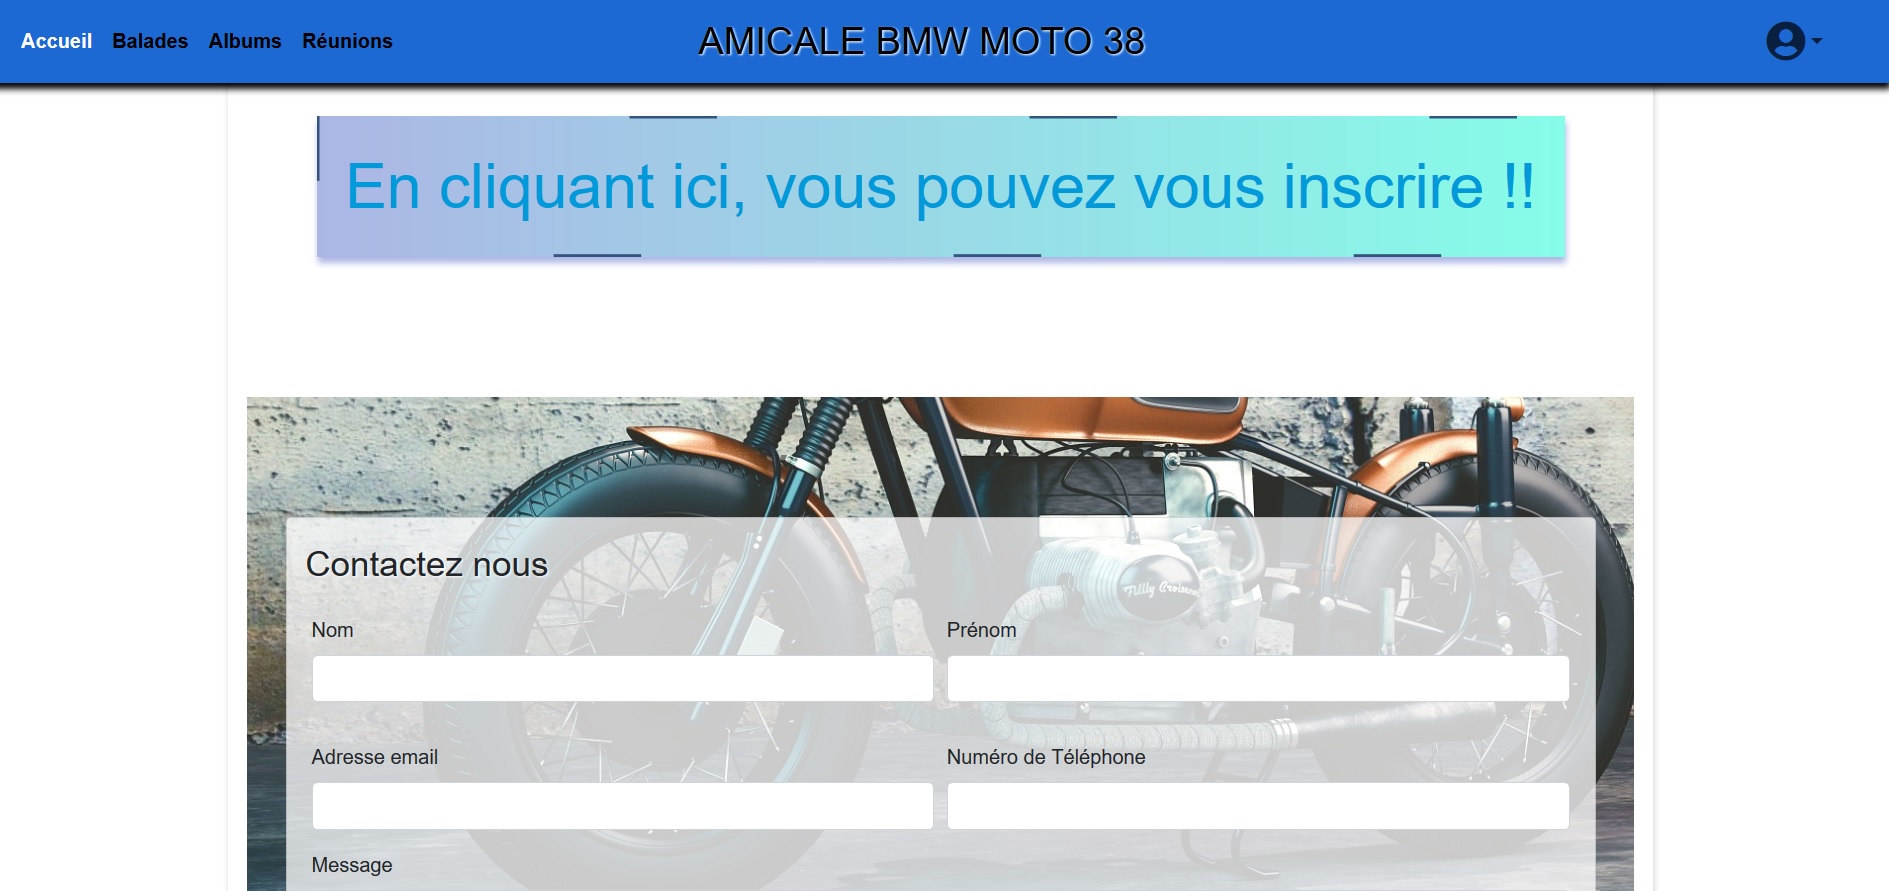 Accueil Balades Albums Réunions AMICALE BMW MOTO 38
En cliquant ici, vous pouvez vous inscrire !!
Contactez nous
Nom Prénom
Adresse email Numéro de Téléphone
Message